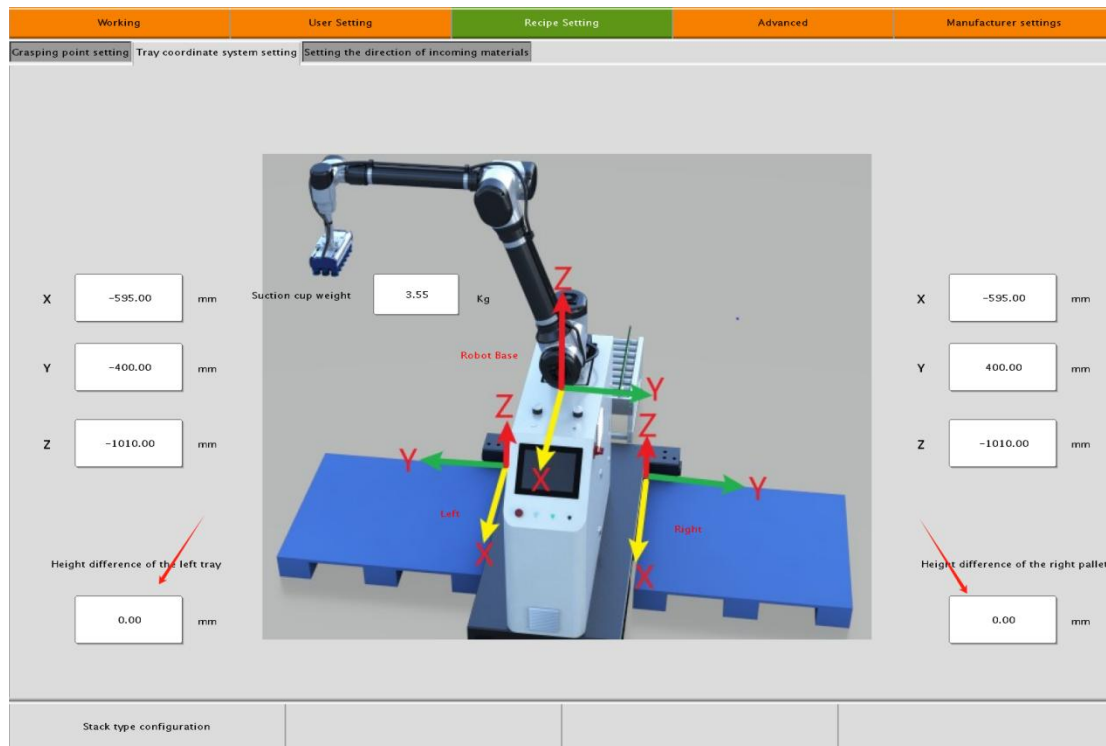 Working
User Setting
Recipe Setting
Advanced
Manufacturer settings
Grasping point setting
Tray coordinate system setting
Setting the direction of incoming materials
X
-595.00
mm
Y
-400.00
mm
Z
-1010.00
mm
Height difference of the left tray
0.00
mm
Suction cup weight
3.55
Kg
Z
Robot Base
Y
X
Z
Y
Left
X
Z
Y
Right
X
X
-595.00
mm
Y
400.00
mm
Z
-1010.00
mm
Height difference of the right pallet
0.00
mm
Stack type configuration